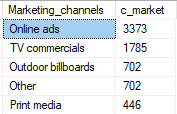 Marketing_channels c_market
Online ads 3373
TV commercials 1785
Outdoor billboards 702
Other 702
Print media 446